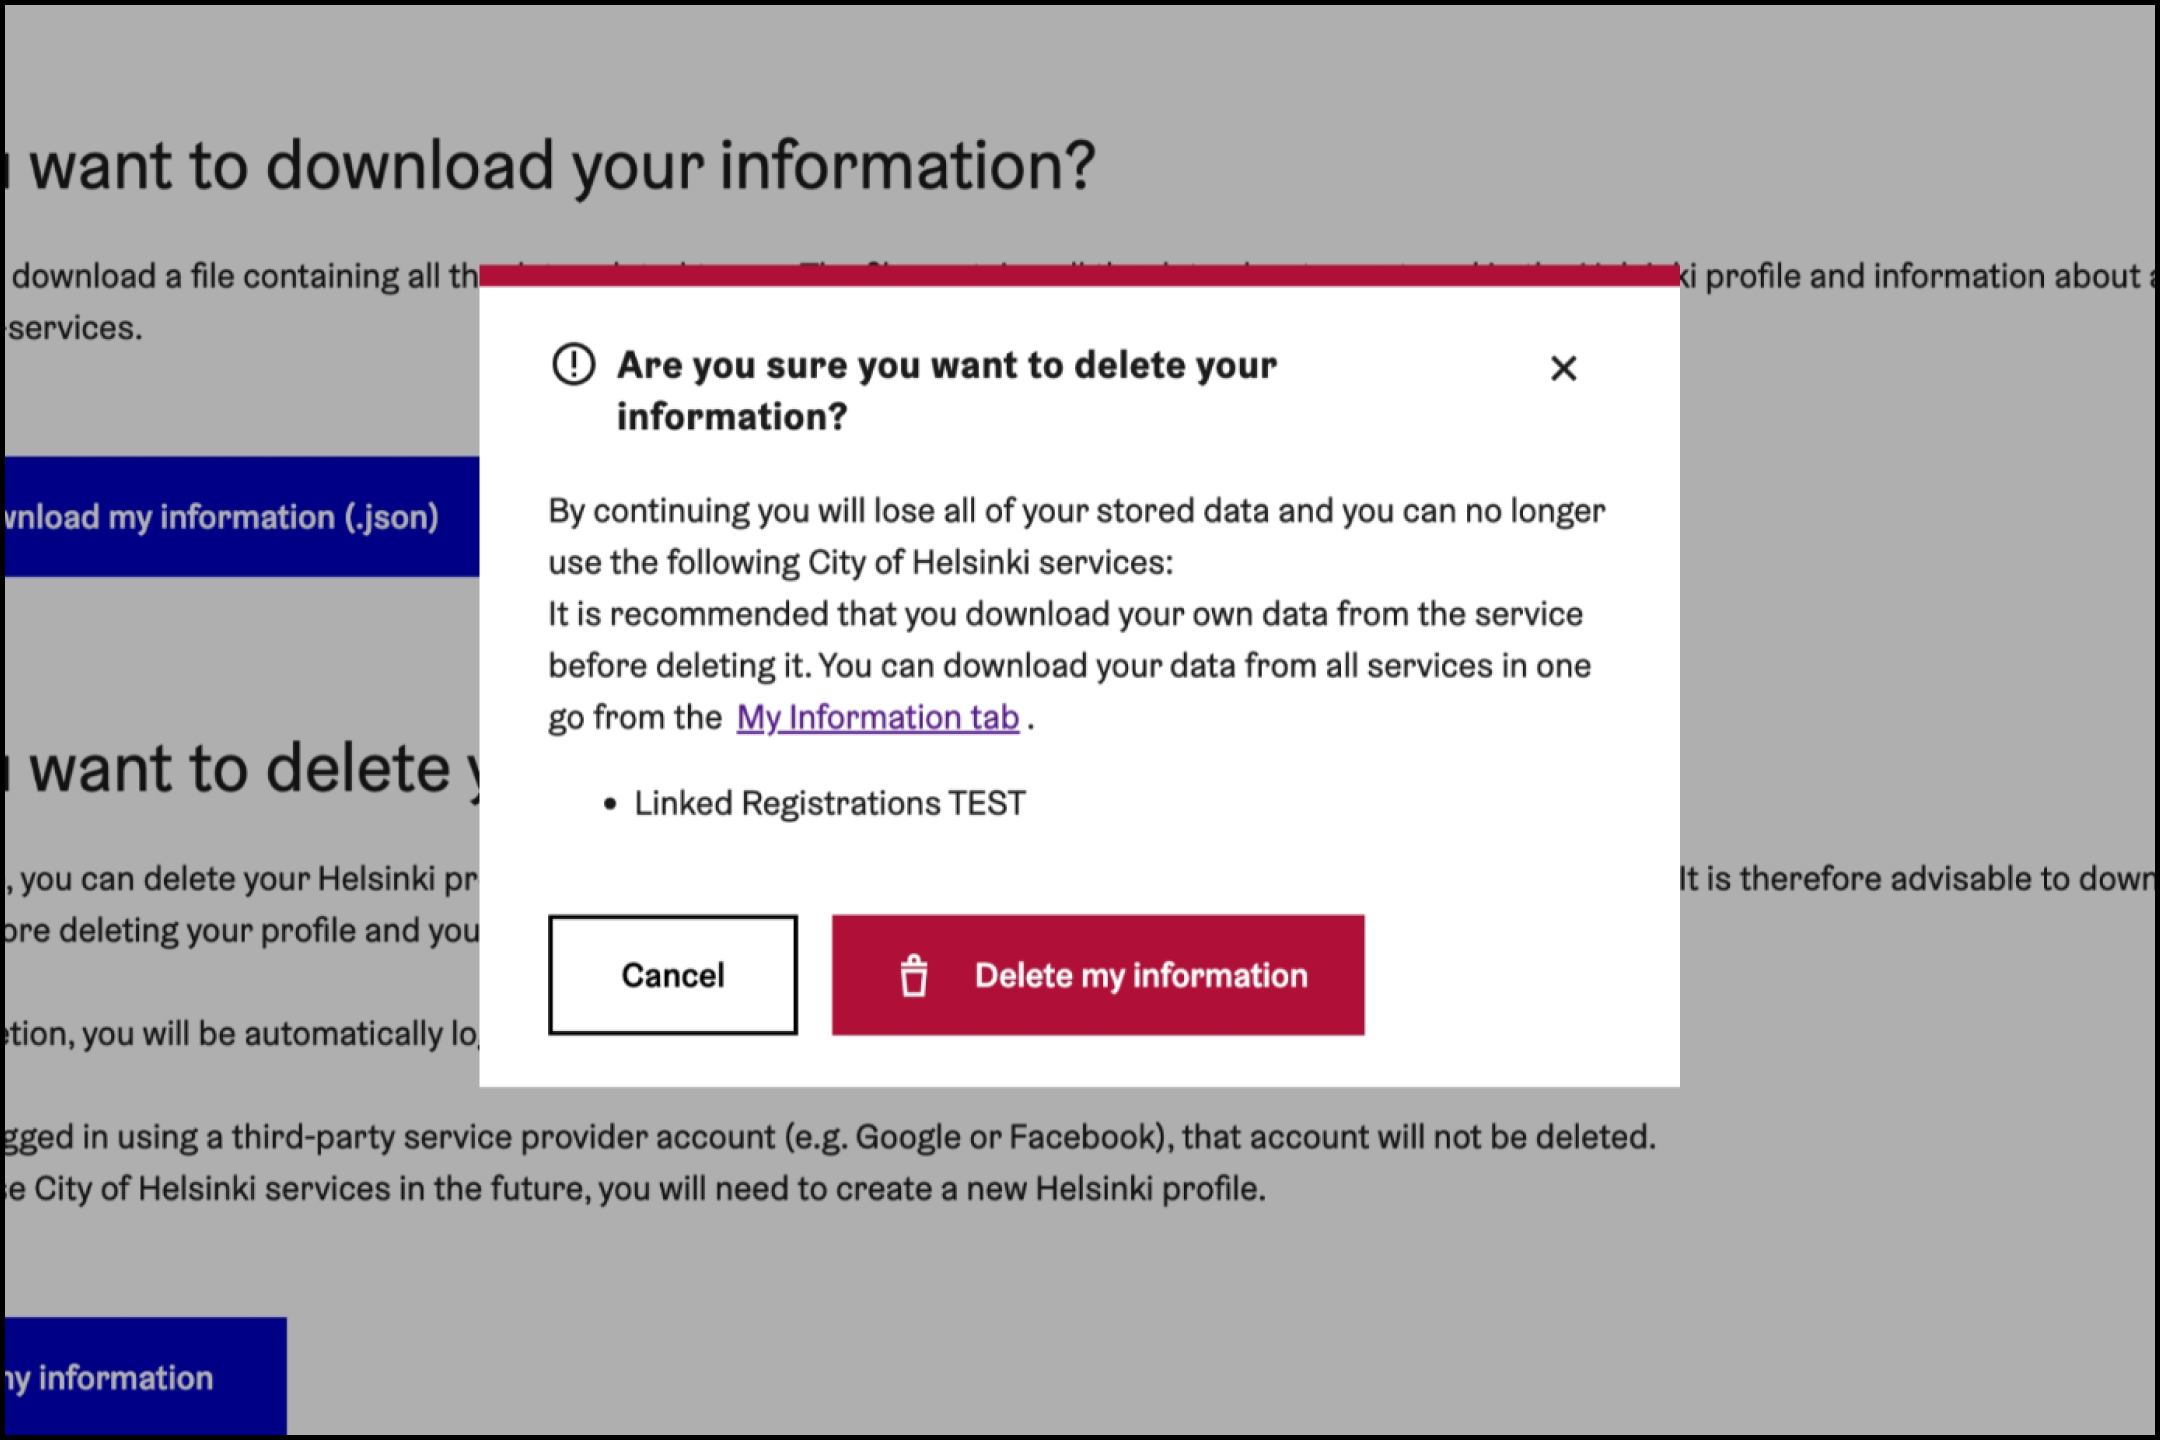 want to download your information?
download a file containing all th
ki profile and information about
services.
wnload my information (.json)
Are you sure you want to delete your
information?
By continuing you will lose all of your stored data and you can no longer
use the following City of Helsinki services:
It is recommended that you download your own data from the service
before deleting it. You can download your data from all services in one
go from the My Information tab .
• Linked Registrations TEST
Cancel
Delete my information
want to delete y
, you can delete your Helsinki pr
It is therefore advisable to down
ore deleting your profile and you
etion, you will be automatically lo
gged in using a third-party service provider account (e.g. Google or Facebook), that account will not be deleted.
e City of Helsinki services in the future, you will need to create a new Helsinki profile.
my information